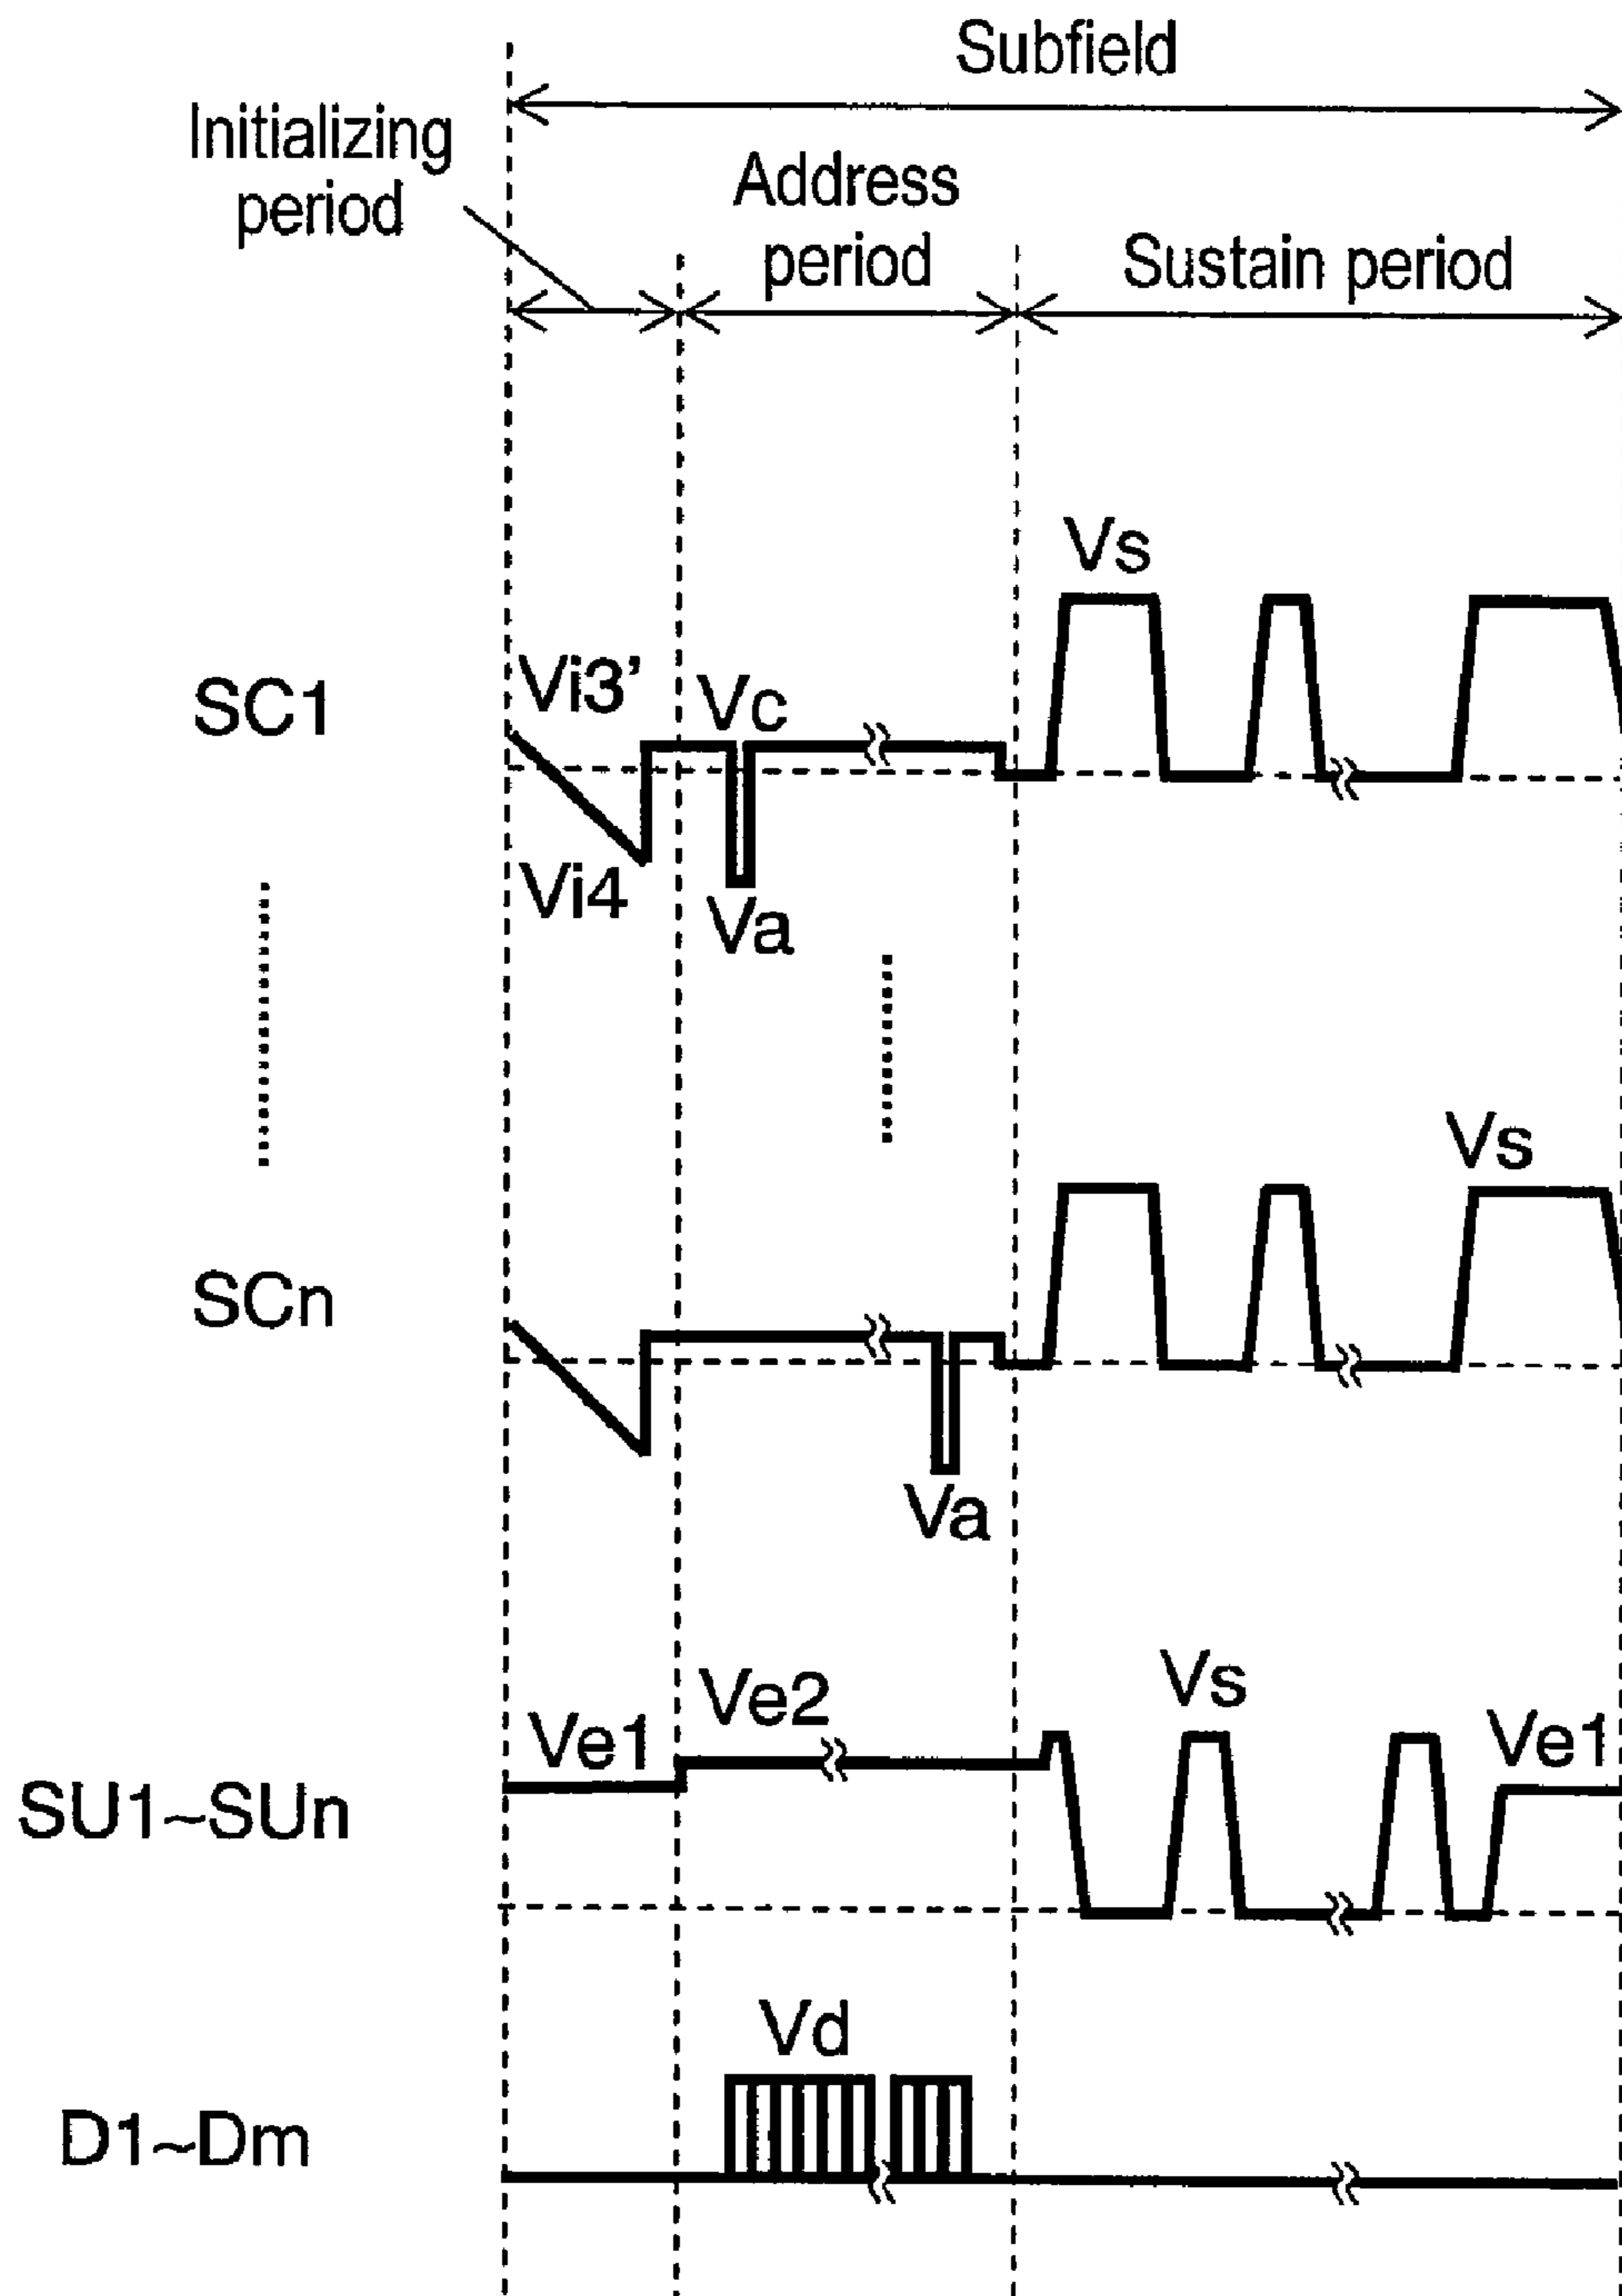 Subfield
Initializing
period
Address
period
Sustain period
Vs
SC1
Vi3’
Vc
Vi4
Va
Vs
SCn
Va
Vs
Ve2
Ve1
Ve1
SU1~SUn
Vd
D1~Dm